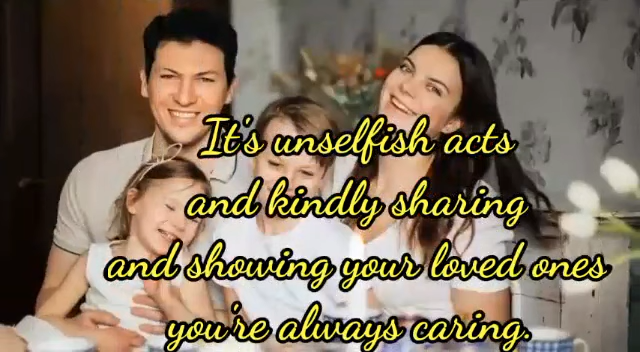 It's unselfish acts
and kindly sharing
and showing your loved ones
you're always caring.